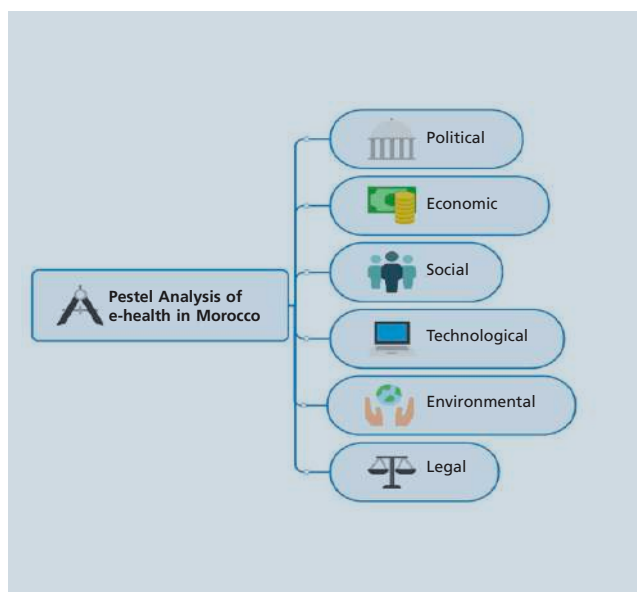 Pestel Analysis of
e-health in Morocco
Political
Economic
Social
Technological
Environmental
Legal